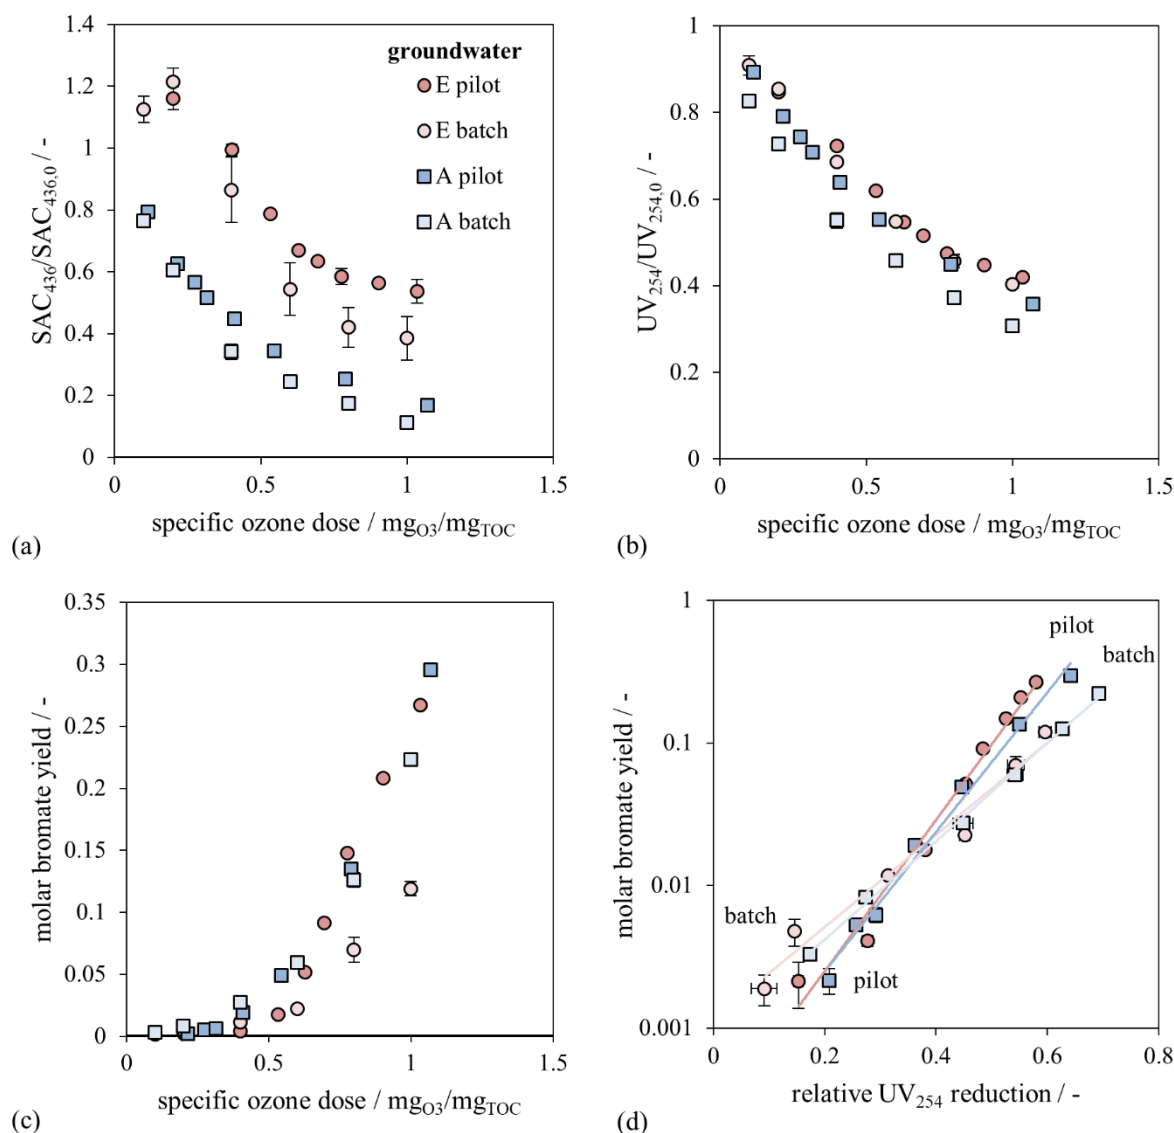 1.4
1.2
1
0.8
0.6
0.4
0.2
0
SAC436/SAC436,0 / -
groundwater
E pilot
E batch
A pilot
A batch
0 0.5 1 1.5
specific ozone dose / mgO3/mgTOC
(a)
1
0.8
0.6
0.4
0.2
0
UV254/UV254,0 / -
0 0.5 1 1.5
specific ozone dose / mgO3/mgTOC
(b)
0.35
0.3
0.25
0.2
0.15
0.1
0.05
0
molar bromate yield / -
0 0.5 1 1.5
specific ozone dose / mgO3/mgTOC
(c)
1
0.1
0.01
0.001
molar bromate yield / -
pilot
batch
batch
pilot
0 0.2 0.4 0.6 0.8
relative UV254 reduction / -
(d)